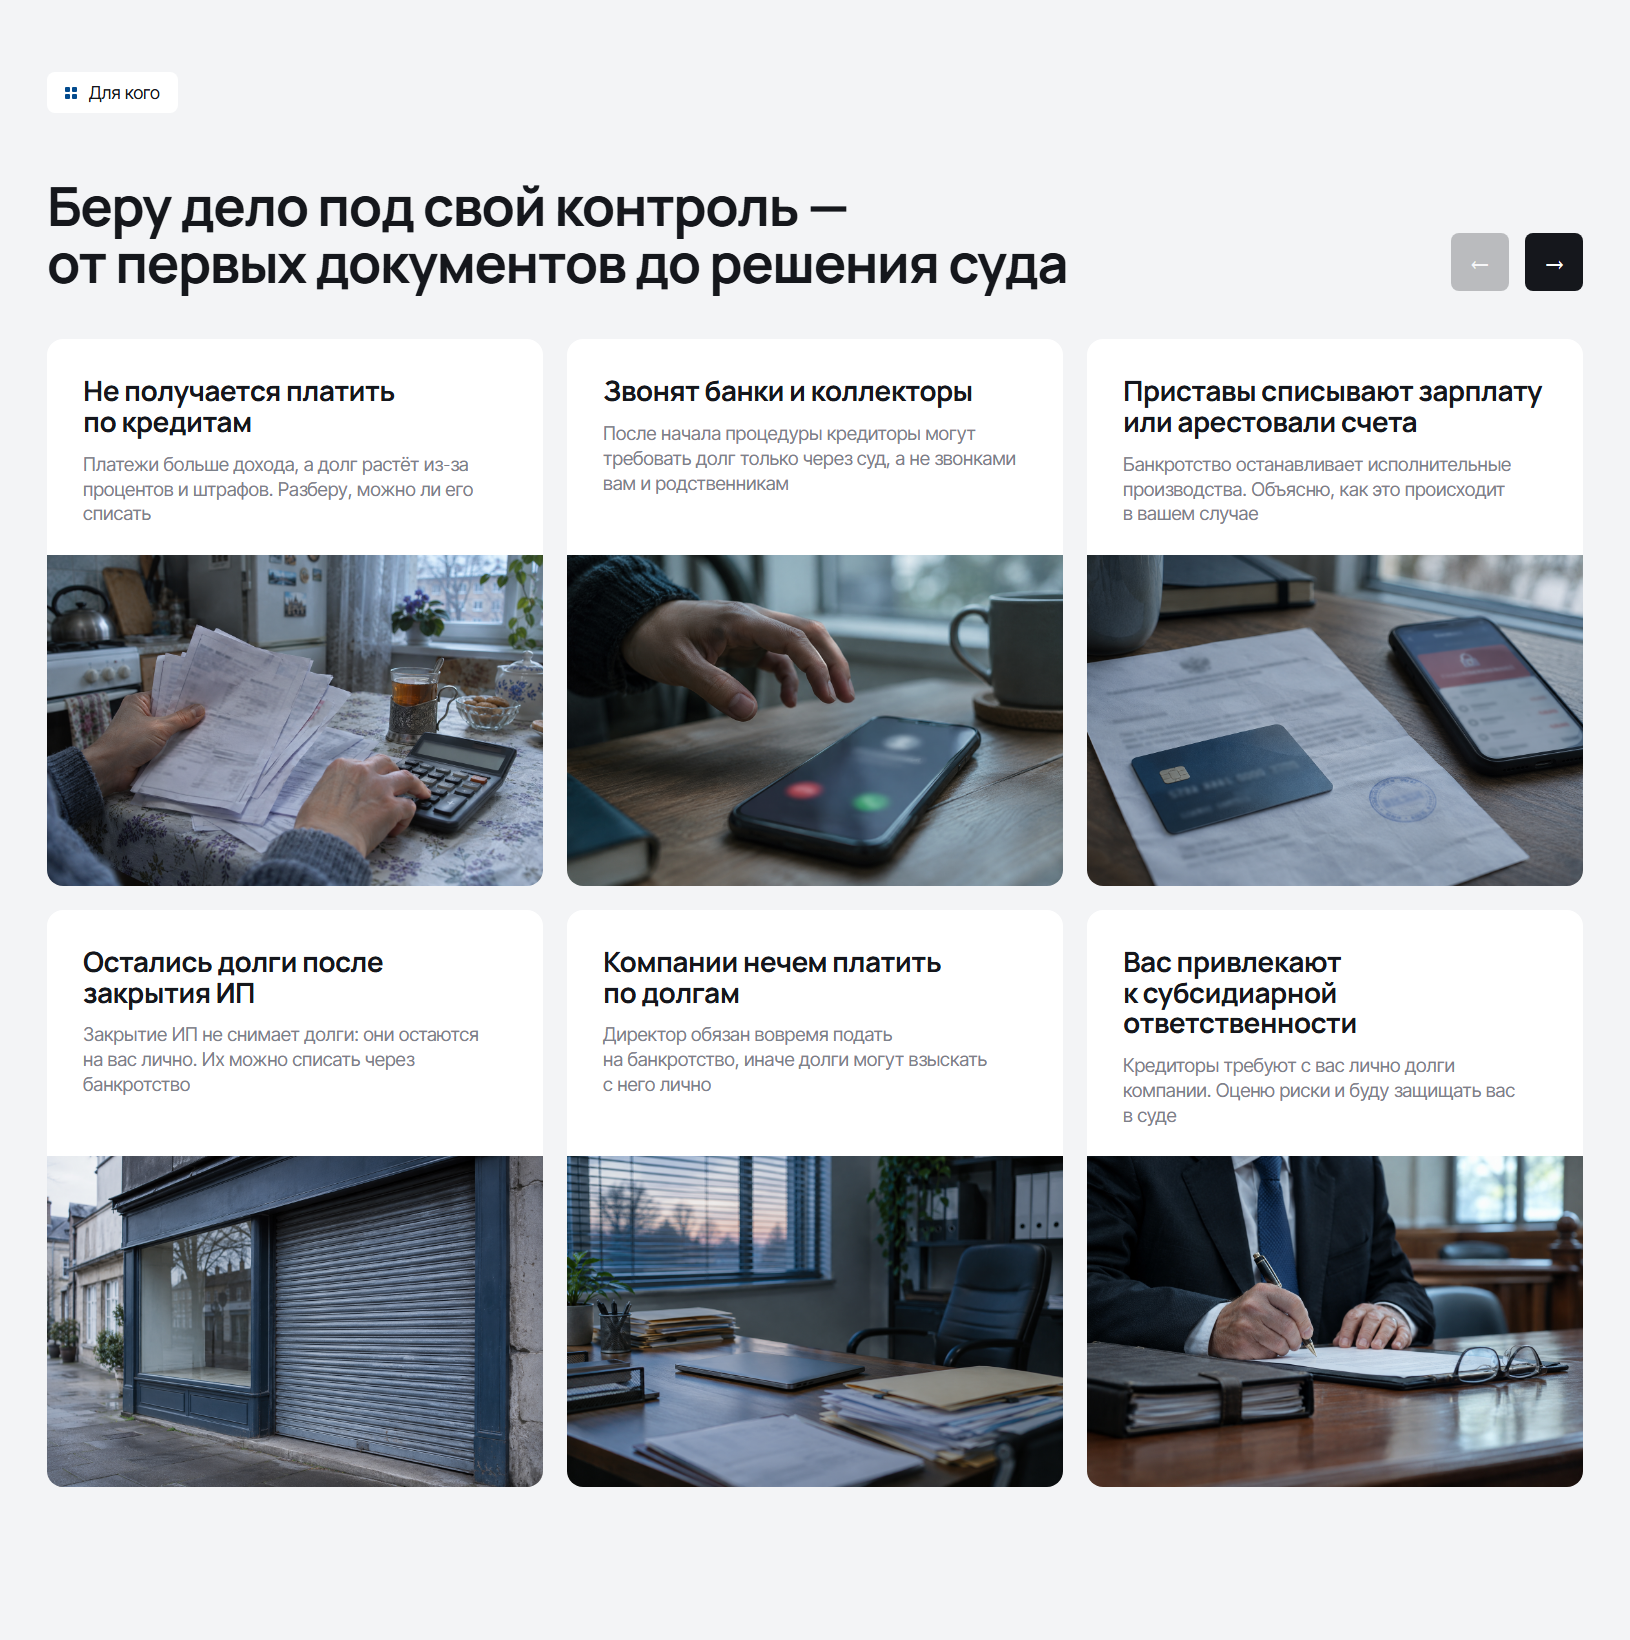 Для кого
Беру дело под свой контроль —
от первых документов до решения суда
←
→
Не получается платить
по кредитам
Платежи больше дохода, а долг растёт из-за
процентов и штрафов. Разберу, можно ли его
списать
Звонят банки и коллекторы
После начала процедуры кредиторы могут
требовать долг только через суд, а не звонками
вам и родственникам
Приставы списывают зарплату
или арестовали счета
Банкротство останавливает исполнительные
производства. Объясню, как это происходит
в вашем случае
Остались долги после
закрытия ИП
Закрытие ИП не снимает долги: они остаются
на вас лично. Их можно списать через
банкротство
Компании нечем платить
по долгам
Директор обязан вовремя подать
на банкротство, иначе долги могут взыскать
с него лично
Вас привлекают
к субсидиарной
ответственности
Кредиторы требуют с вас лично долги
компании. Оценю риски и буду защищать вас
в суде